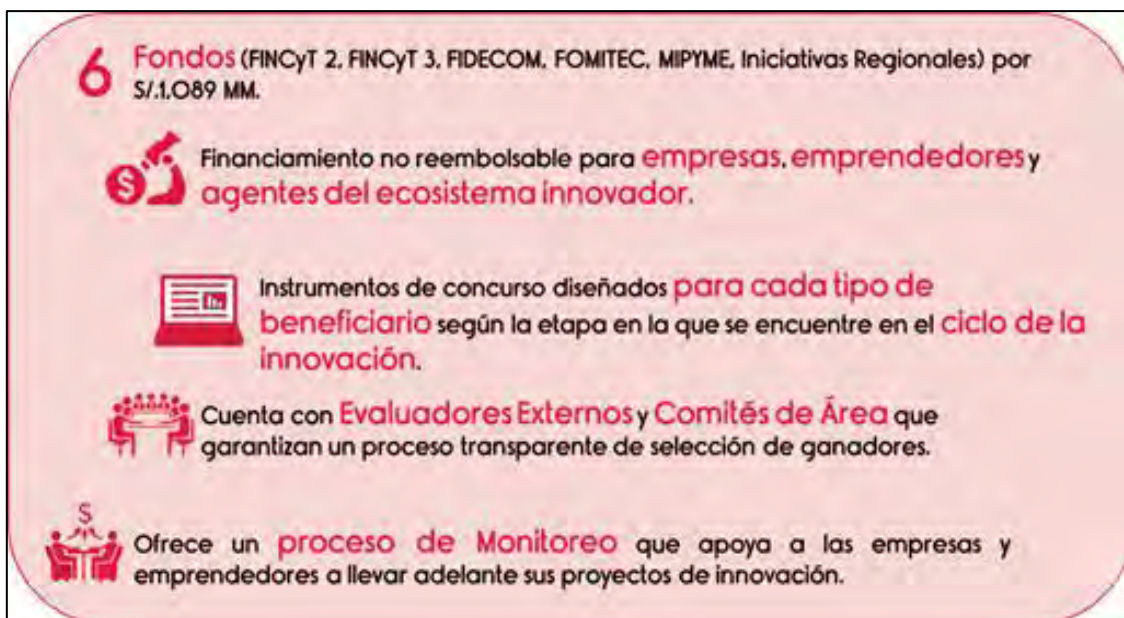 6 Fondos (FINCyT 2, FINCyT 3, FIDECOM, FOMITEC, MIPYME, Iniciativas Regionales) por
S/.1,089 MM.
Financiamiento no reembolsable para empresas, emprendedores y
agentes del ecosistema innovador.
Instrumentos de concurso diseñados para cada tipo de
beneficiario según la etapa en la que se encuentre en el ciclo de la
innovación.
Cuenta con Evaluadores Externos y Comités de Área que
garantizan un proceso transparente de selección de ganadores.
Ofrece un proceso de Monitoreo que apoya a las empresas y
emprendedores a llevar adelante sus proyectos de innovación.